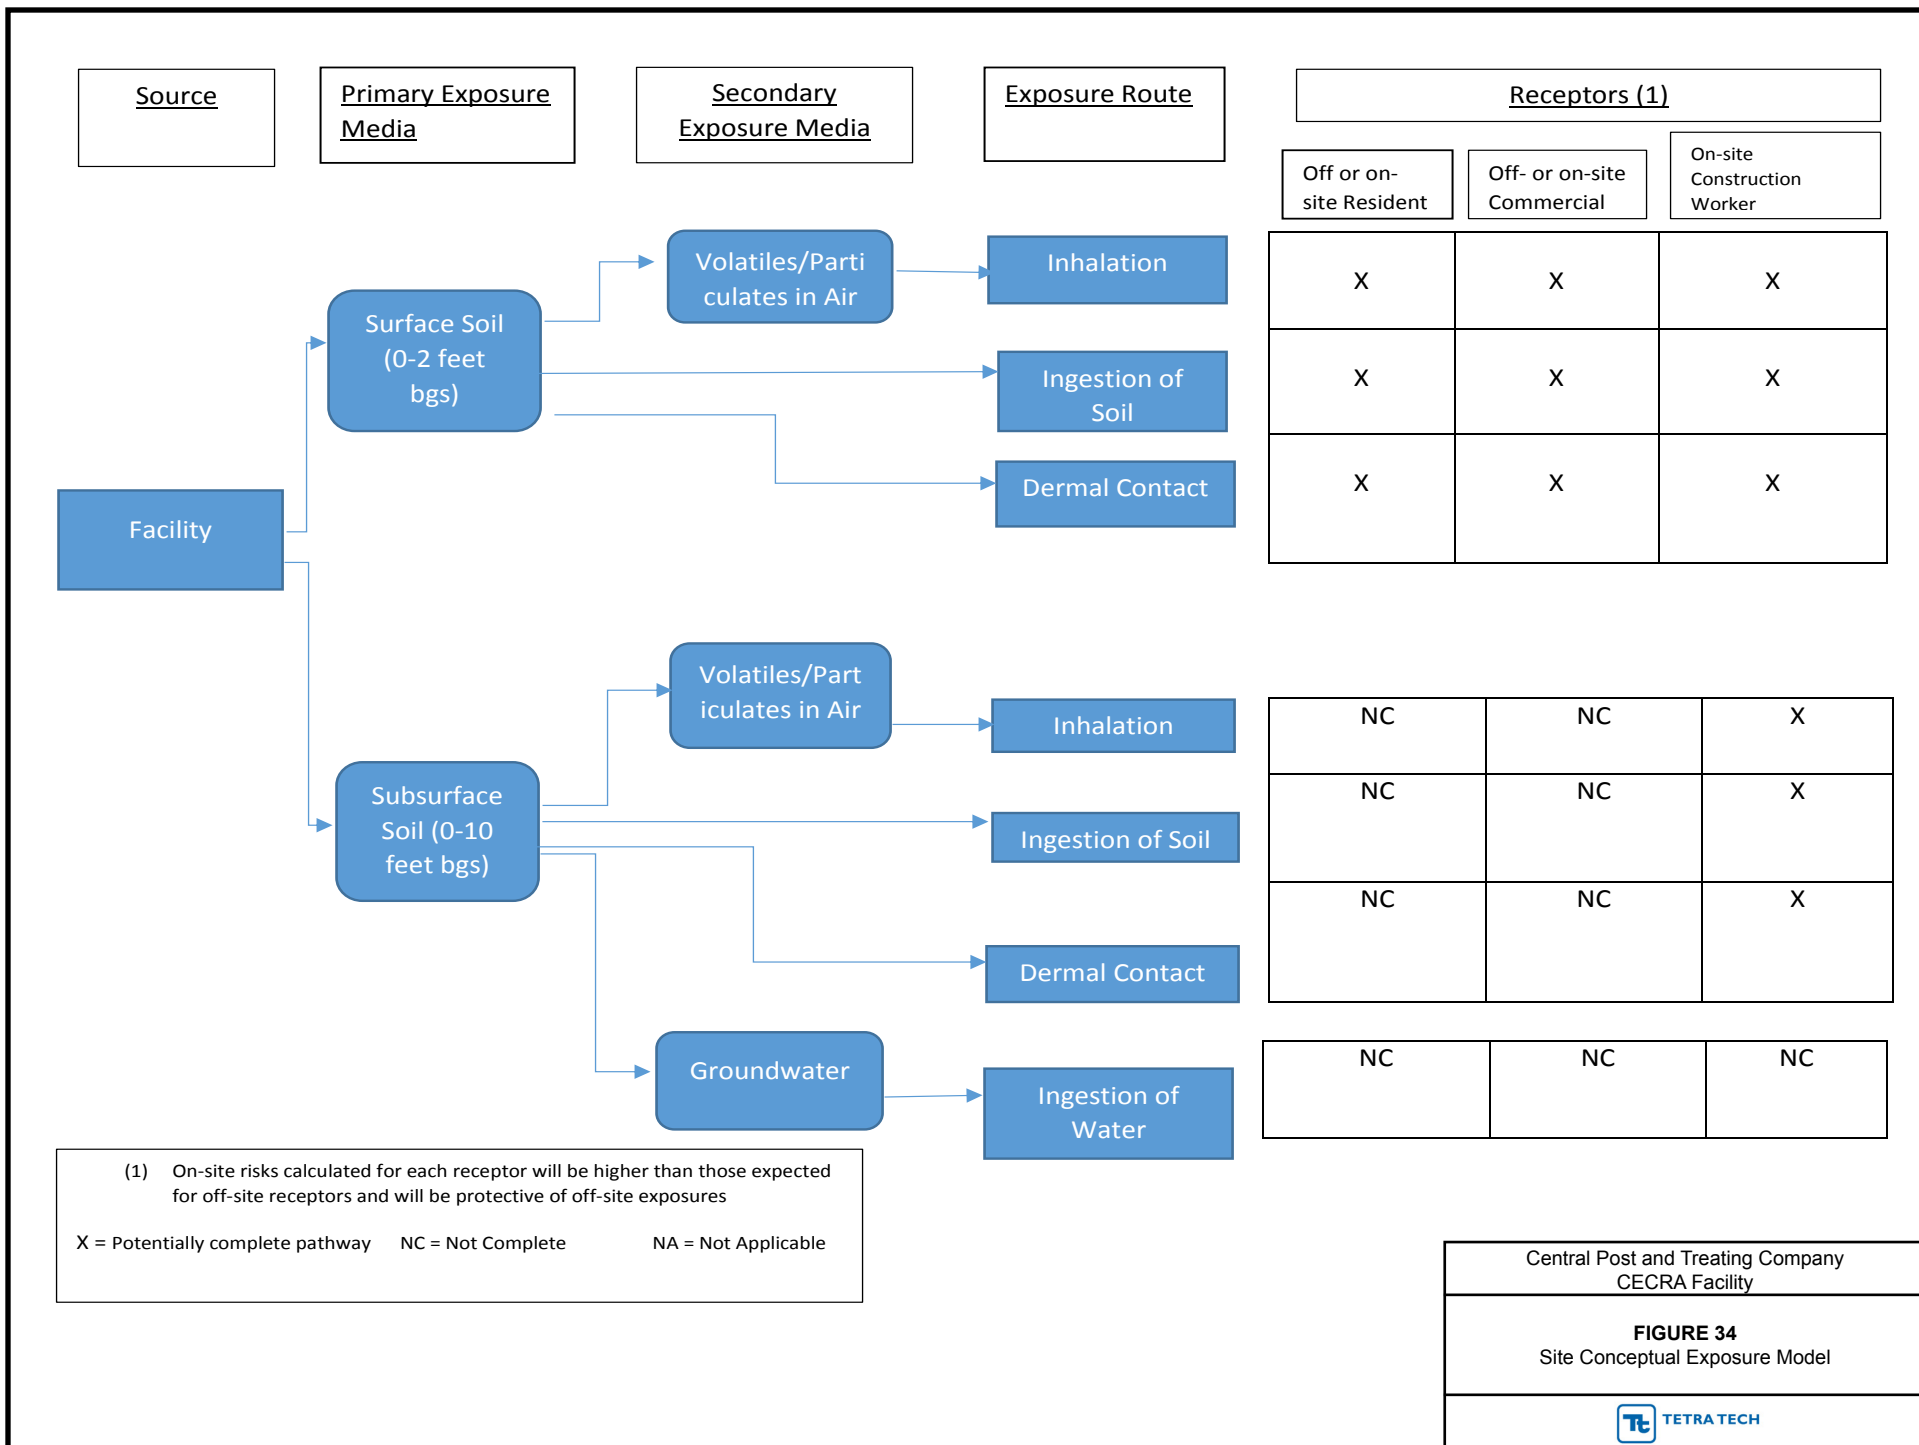 Source
Primary Exposure
Media
Secondary
Exposure Media
Exposure Route
Receptors (1)
Off or on-
site Resident
Off- or on-site
Commercial
On-site
Construction
Worker
Facility
Surface Soil
(0-2 feet
bgs)
Volatiles/Parti
culates in Air
Inhalation
X
X
X
Ingestion of
Soil
X
X
X
Dermal Contact
X
X
X
Subsurface
Soil (0-10
feet bgs)
Volatiles/Part
iculates in Air
Inhalation
NC
NC
X
Ingestion of Soil
NC
NC
X
Dermal Contact
NC
NC
X
Groundwater
Ingestion of
Water
NC
NC
NC
(1) On-site risks calculated for each receptor will be higher than those expected
for off-site receptors and will be protective of off-site exposures
X = Potentially complete pathway NC = Not Complete NA = Not Applicable
Central Post and Treating Company
CECRA Facility
FIGURE 34
Site Conceptual Exposure Model
Tt TETRA TECH